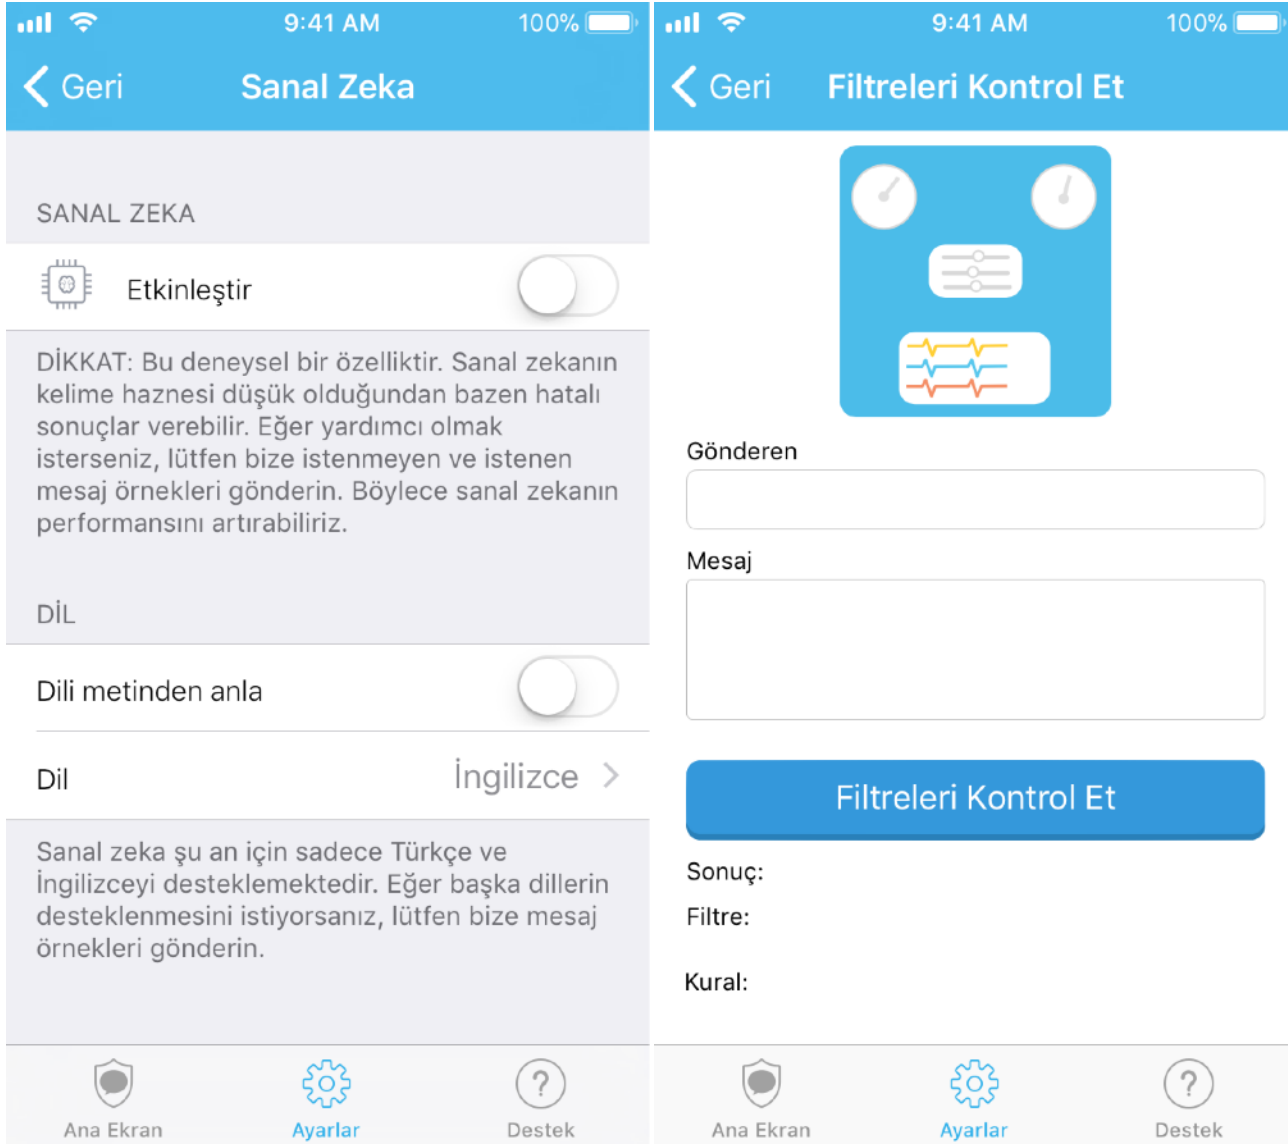 9:41 AM
100%
Geri
Sanal Zeka
SANAL ZEKA
Etkinleştir
DİKKAT: Bu deneysel bir özelliktir. Sanal zekanın
kelime haznesi düşük olduğundan bazen hatalı
sonuçlar verebilir. Eğer yardımcı olmak
isterseniz, lütfen bize istenmeyen ve istenen
mesaj örnekleri gönderin. Böylece sanal zekanın
performansını artırabiliriz.
DİL
Dili metinden anla
Dil
İngilizce
Sanal zeka şu an için sadece Türkçe ve
İngilizceyi desteklemektedir. Eğer başka dillerin
desteklenmesini istiyorsanız, lütfen bize mesaj
örnekleri gönderin.
Ana Ekran
Ayarlar
Destek
9:41 AM
100%
Geri
Filtreleri Kontrol Et
Gönderen
Mesaj
Filtreleri Kontrol Et
Sonuç:
Filtre:
Kural:
Ana Ekran
Ayarlar
Destek